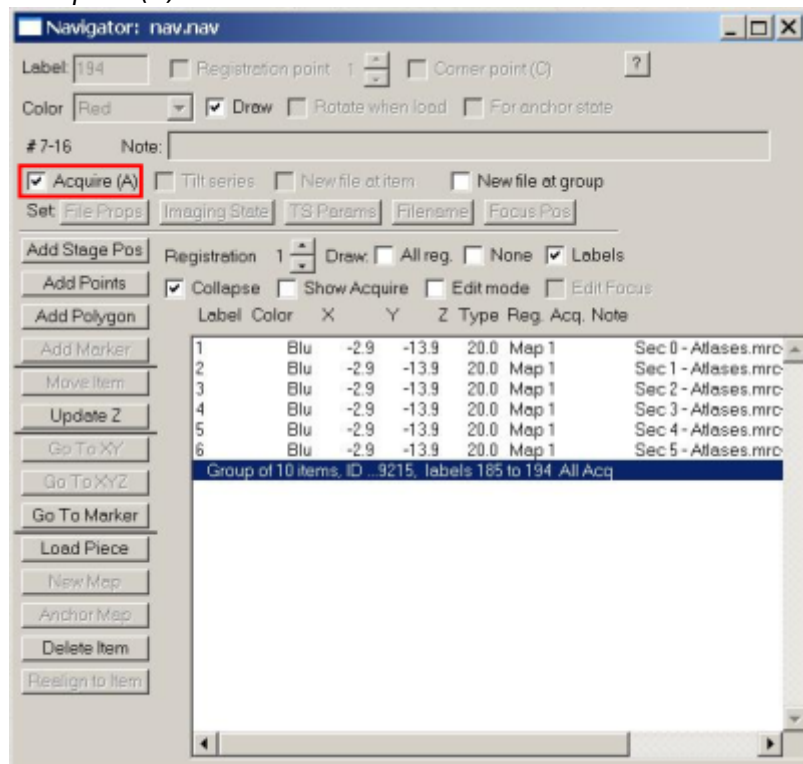 Navigator: nav.nav
Label: 194 Registration point 1 Corner point (C) ?
Color Red Draw Rotate when load For anchor state
# 7-16 Note:
Acquire (A) Tilt series New file at item New file at group
Set: File Props Imaging State TS Params Filename Focus Pos
Add Stage Pos Registration 1 Draw: All reg. None Labels
Add Points Collapse Show Acquire Edit mode Edit Focus
Add Polygon Label Color X Y Z Type Reg. Acq. Note
Add Marker 1 Blu -2.9 -13.9 20.0 Map 1 Sec 0 - Atlases.mrc
2 Blu -2.9 -13.9 20.0 Map 1 Sec 1 - Atlases.mrc
Move Item 3 Blu -2.9 -13.9 20.0 Map 1 Sec 2 - Atlases.mrc
4 Blu -2.9 -13.9 20.0 Map 1 Sec 3 - Atlases.mrc
Update Z 5 Blu -2.9 -13.9 20.0 Map 1 Sec 4 - Atlases.mrc
Go To XY 6 Blu -2.9 -13.9 20.0 Map 1 Sec 5 - Atlases.mrc
Group of 10 items, ID ...9215, labels 185 to 194 All Acq
Go To XYZ
Go To Marker
Load Piece
New Map
Anchor Map
Delete Item
Realign to Item